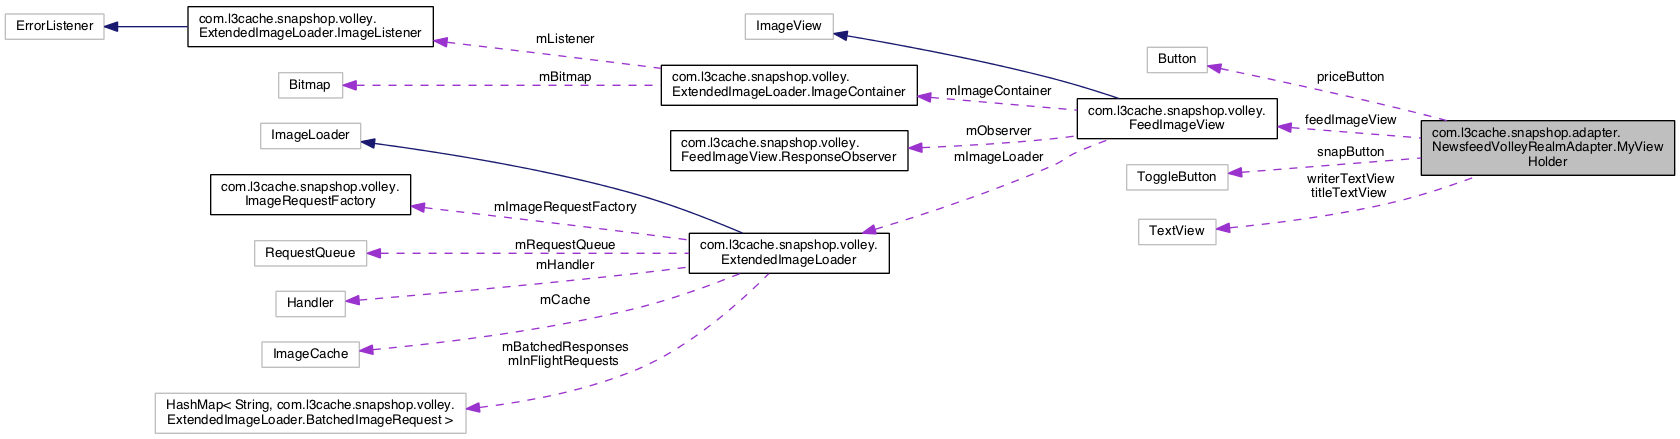 ErrorListener
com.l3cache.snapshop.volley.
ExtendedImageLoader.ImageListener
mListener
Bitmap
mBitmap
com.l3cache.snapshop.volley.
ExtendedImageLoader.ImageContainer
ImageView
mImageContainer
com.l3cache.snapshop.volley.
FeedImageView
Button
priceButton
feedImageView
com.l3cache.snapshop.adapter.
NewsfeedVolleyRealmAdapter.MyView
Holder
ImageLoader
com.l3cache.snapshop.volley.
FeedImageView.ResponseObserver
mObserver
mImageLoader
ToggleButton
snapButton
writerTextView
titleTextView
TextView
com.l3cache.snapshop.volley.
ImageRequestFactory
mImageRequestFactory
RequestQueue
mRequestQueue
com.l3cache.snapshop.volley.
ExtendedImageLoader
Handler
mHandler
ImageCache
mCache
mBatchedResponses
mInFlightRequests
HashMap< String, com.l3cache.snapshop.volley.
ExtendedImageLoader.BatchedImageRequest >